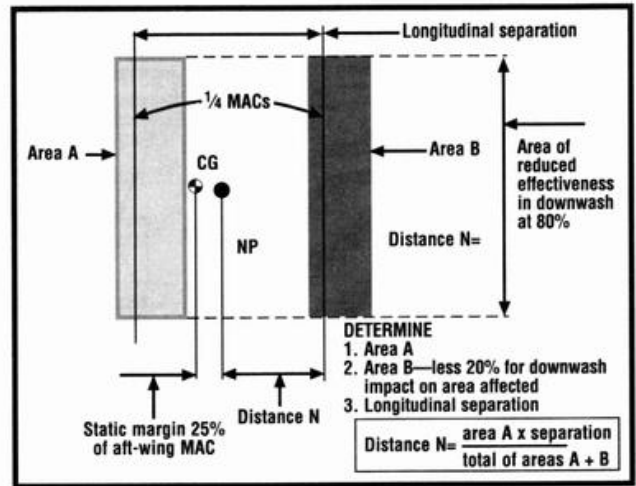 Longitudinal separation
¼ MACs
Area A
Area B
Area of
reduced
effectiveness
in downwash
at 80%
CG
NP
Distance N=
DETERMINE
1. Area A
2. Area B—less 20% for downwash
impact on area affected
3. Longitudinal separation
Static margin 25%
of aft-wing MAC
Distance N
Distance N= area A x separation
total of areas A + B